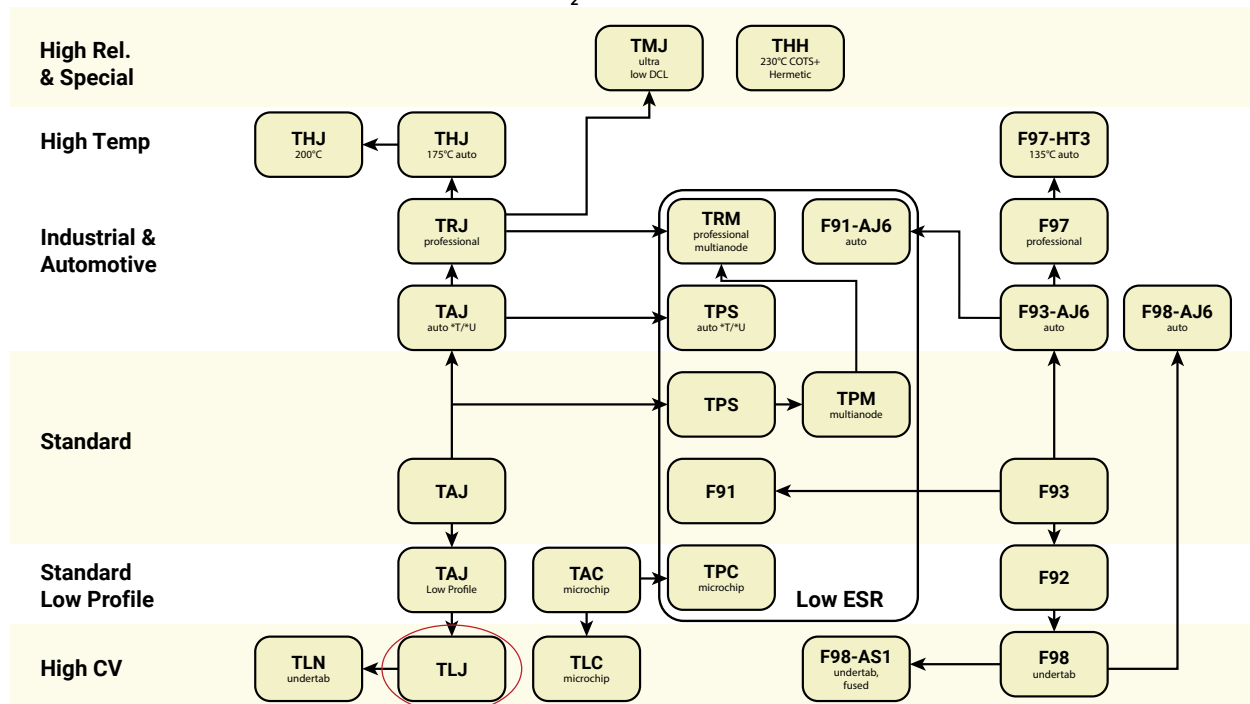 2
High Rel.
& Special
TMJ
ultra
low DCL
THH
230°C COTS+
Hermetic
High Temp
THJ
200°C
THJ
175°C auto
F97-HT3
135°C auto
Industrial &
Automotive
TRJ
professional
TRM
professional
multianode
F91-AJ6
auto
F97
professional
TAJ
auto *T/*U
TPS
auto *T/*U
F93-AJ6
auto
F98-AJ6
auto
Standard
TPS
TPM
multianode
TAJ
F91
F93
Standard
Low Profile
TAJ
Low Profile
TAC
microchip
TPC
microchip
Low ESR
F92
High CV
TLN
undertab
TLJ
TLC
microchip
F98-AS1
undertab,
fused
F98
undertab